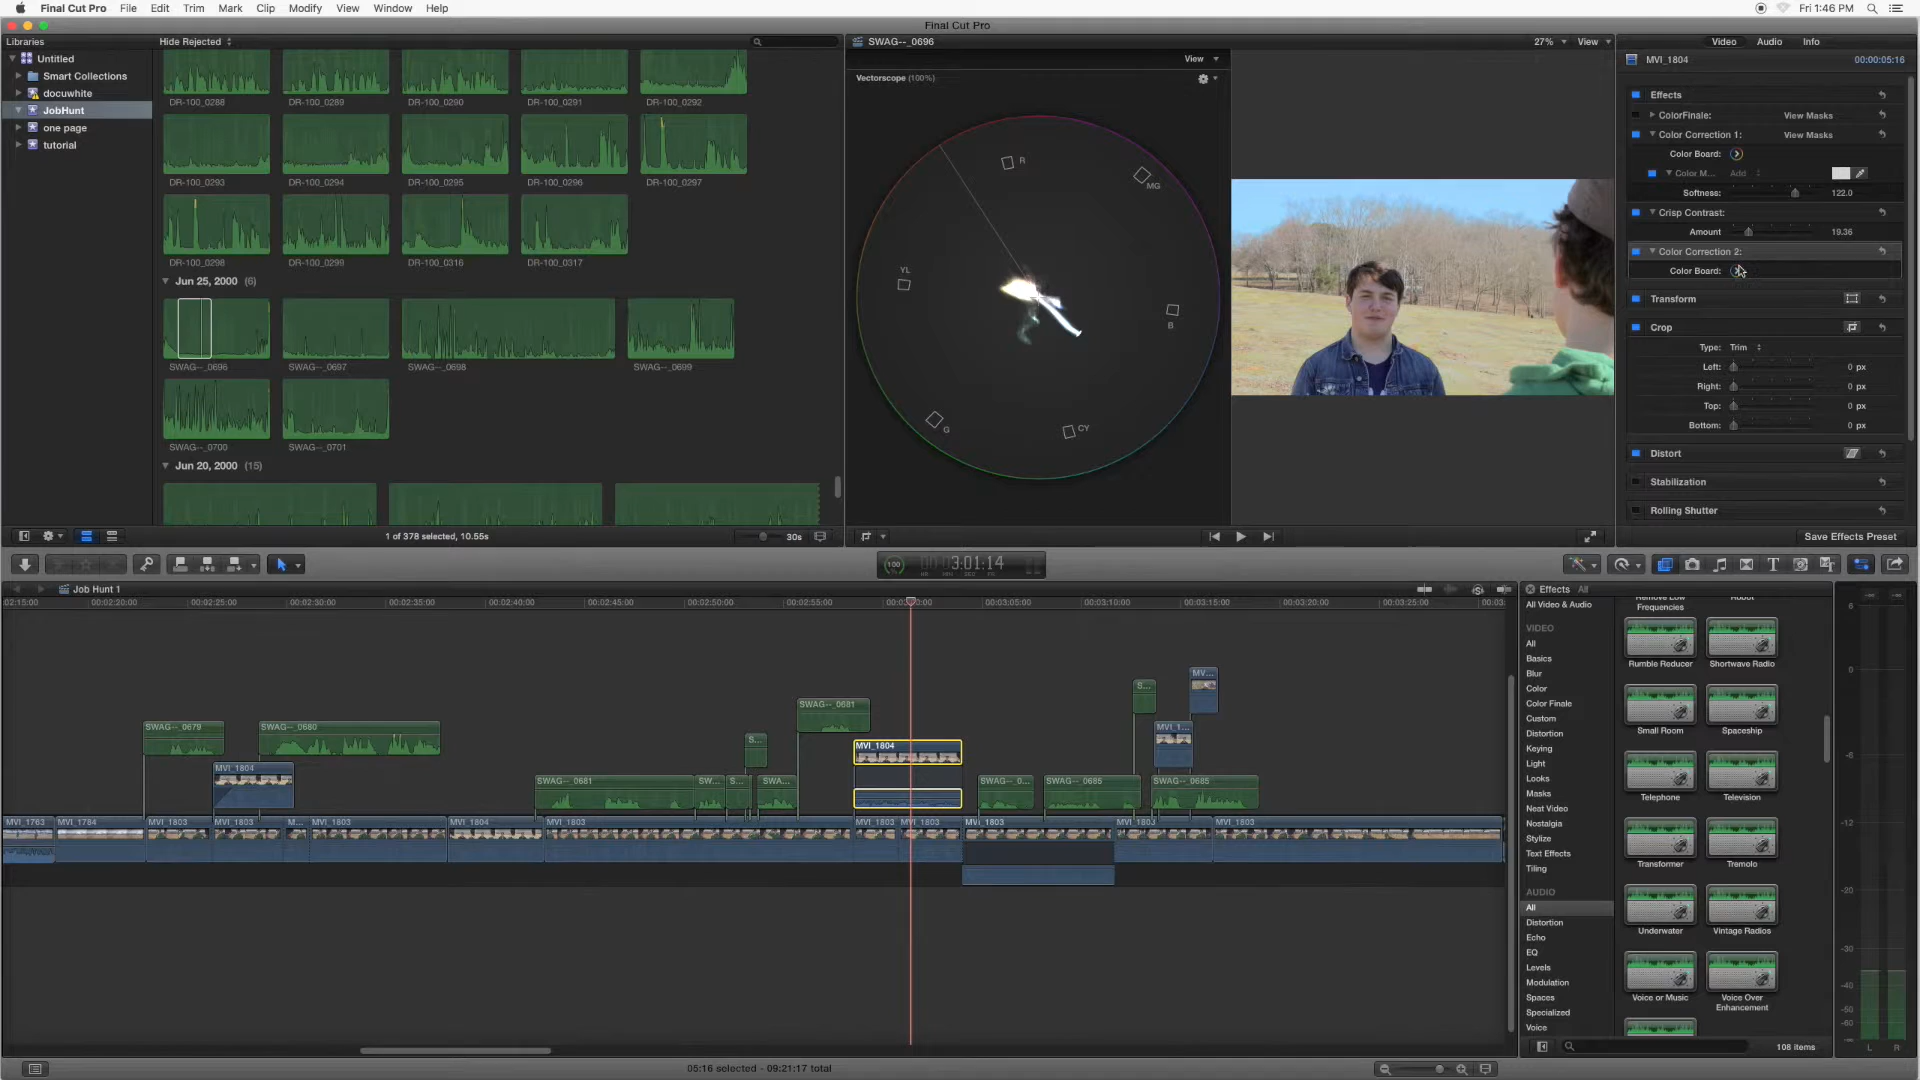 Final Cut Pro File Edit Trim Mark Clip Modify View Window Help
Fri 1:46 PM
Final Cut Pro
Libraries
Hide Rejected
SWAG--_0696
27%
View
Video
Audio
Info
Untitled
Smart Collections
docuwhite
JobHunt
one page
tutorial
DR-100_0288
DR-100_0289
DR-100_0290
DR-100_0291
DR-100_0292
DR-100_0293
DR-100_0294
DR-100_0295
DR-100_0296
DR-100_0297
DR-100_0298
DR-100_0299
DR-100_0316
DR-100_0317
Jun 25, 2000 (6)
SWAG--_0696
SWAG--_0697
SWAG--_0698
SWAG--_0699
SWAG--_0700
SWAG--_0701
Jun 20, 2000 (15)
1 of 378 selected, 10.55s
30s
View
Vectorscope (100%)
R
MG
YL
B
G
CY
MVI_1804
00:00:05:16
Effects
ColorFinale:
View Masks
Color Correction 1:
View Masks
Color Board:
Color M...
Add
Softness:
122.0
Crisp Contrast:
Amount
19.36
Color Correction 2:
Color Board:
Transform
Crop
Type:
Trim
Left:
0 px
Right:
0 px
Top:
0 px
Bottom:
0 px
Distort
Stabilization
Rolling Shutter
Save Effects Preset
100
3:01:14
HR MIN SEC FR
Job Hunt 1
02:15:00
00:02:20:00
00:02:25:00
00:02:30:00
00:02:35:00
00:02:40:00
00:02:45:00
00:02:50:00
00:02:55:00
00:03:05:00
00:03:10:00
00:03:15:00
00:03:20:00
00:03:25:00
MV...
S...
SWAG--_0681
SWAG--_0679
SWAG--_0680
MVI_1...
S...
MVI_1804
MVI_1804
SWAG--_0681
SW...
S...
SWA...
SWAG--_0...
SWAG--_0685
SWAG--_0685
MVI_1763
MVI_1784
MVI_1803
MVI_1803
M...
MVI_1803
MVI_1804
MVI_1803
MVI_1803
MVI_1803
MVI_1803
MVI_1803
MVI_1803
05:16 selected - 09:21:17 total
Effects
All
All Video & Audio
VIDEO
All
Basics
Blur
Color
Color Finale
Custom
Distortion
Keying
Light
Looks
Masks
Neat Video
Nostalgia
Stylize
Text Effects
Tiling
AUDIO
All
Distortion
Echo
EQ
Levels
Modulation
Spaces
Specialized
Voice
Remove Low
Frequencies
Robot
Rumble Reducer
Shortwave Radio
Small Room
Spaceship
Telephone
Television
Transformer
Tremolo
Underwater
Vintage Radios
Voice or Music
Voice Over
Enhancement
108 items
6
0
-6
-12
-20
-30
-40
-50
-60
L
R